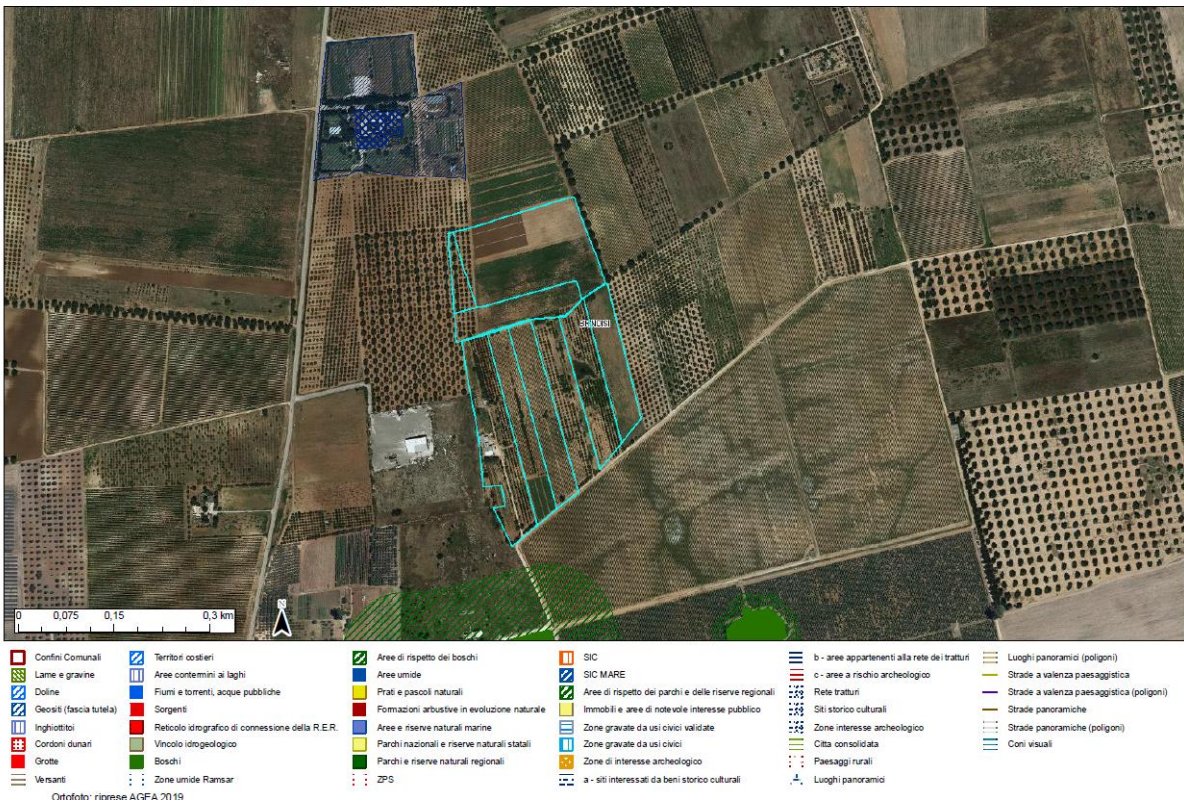 BRINDISI
0 0,075 0,15 0,3 km
N
Confini Comunali
Lame e gravine
Doline
Geositi (fascia tutela)
Inghiottitoi
Cordoni dunari
Grotte
Versanti
Territori costieri
Aree contermini ai laghi
Fiumi e torrenti, acque pubbliche
Sorgenti
Reticolo idrografico di connessione della R.E.R.
Vincolo idrogeologico
Boschi
Zone umide Ramsar
Aree di rispetto dei boschi
Aree umide
Prati e pascoli naturali
Formazioni arbustive in evoluzione naturale
Aree e riserve naturali marine
Parchi nazionali e riserve naturali statali
Parchi e riserve naturali regionali
ZPS
SIC
SIC MARE
Aree di rispetto dei parchi e delle riserve regionali
Immobili e aree di notevole interesse pubblico
Zone gravate da usi civici validate
Zone gravate da usi civici
Zone di interesse archeologico
a - siti interessati da beni storico culturali
b - aree appartenenti alla rete dei tratturi
c - aree a rischio archeologico
Rete tratturi
Siti storico culturali
Zone interesse archeologico
Citta consolidata
Paesaggi rurali
Luoghi panoramici
Luoghi panoramici (poligoni)
Strade a valenza paesaggistica
Strade a valenza paesaggistica (poligoni)
Strade panoramiche
Strade panoramiche (poligoni)
Coni visuali
Ortofoto: riprese AGEA 2019